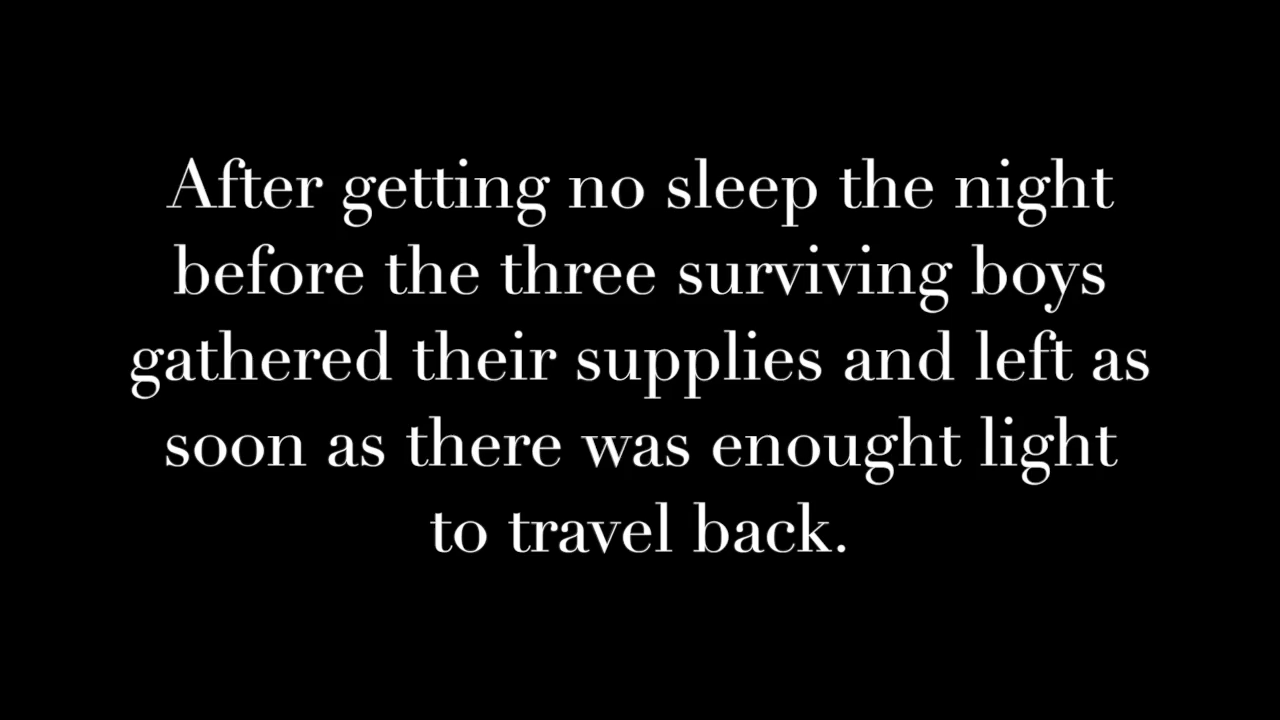 After getting no sleep the night
before the three surviving boys
gathered their supplies and left as
soon as there was enought light
to travel back.